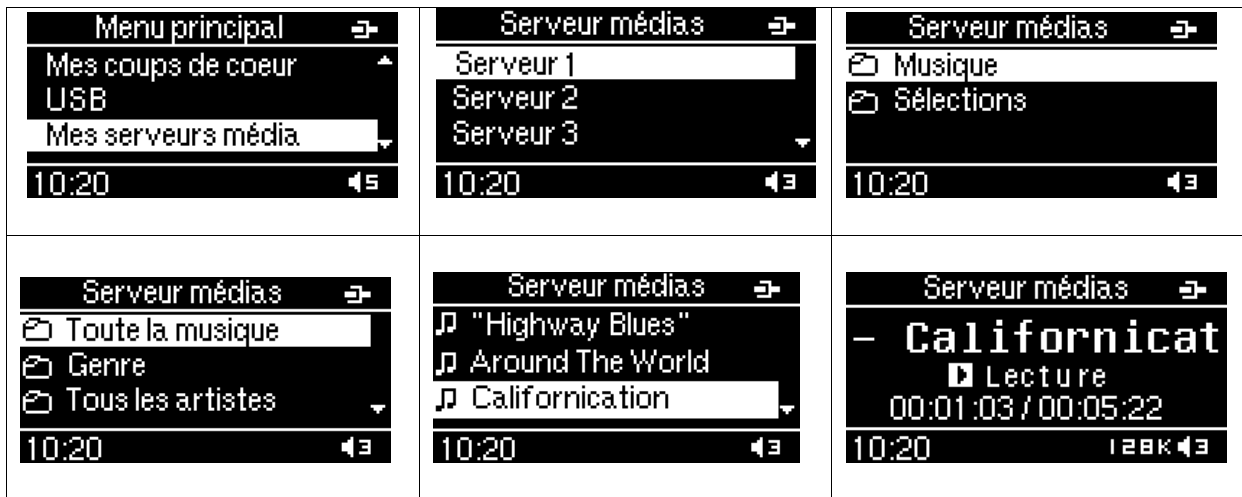 Menu principal
Mes coups de coeur
USB
Mes serveurs média
10:20 5
Serveur médias
Serveur 1
Serveur 2
Serveur 3
10:20 3
Serveur médias
Musique
Sélections
10:20 3
Serveur médias
Toute la musique
Genre
Tous les artistes
10:20 3
Serveur médias
"Highway Blues"
Around The World
Californication
10:20 3
Serveur médias
- Californicat
Lecture
00:01:03 / 00:05:22
10:20 128K 3